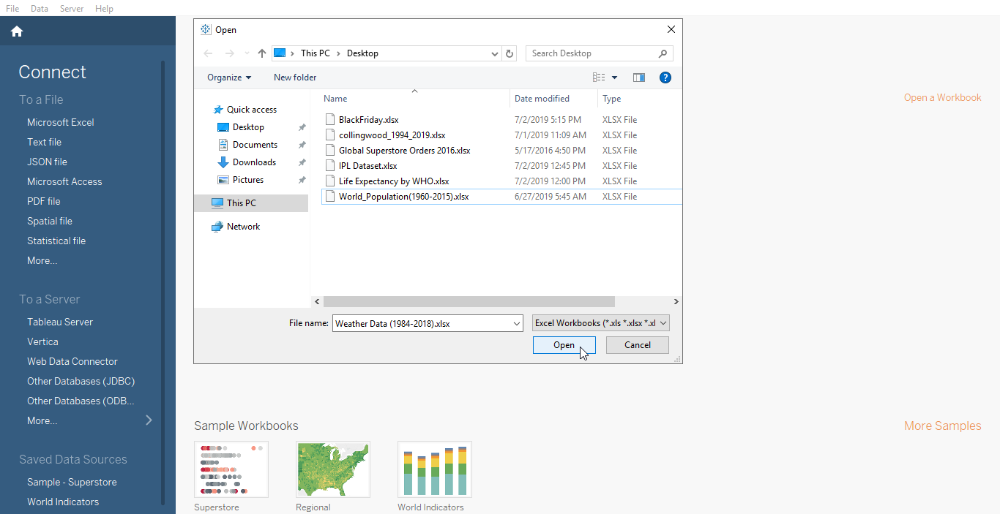 File Data Server Help
Connect
To a File
Microsoft Excel
Text file
JSON file
Microsoft Access
PDF file
Spatial file
Statistical file
More...
To a Server
Tableau Server
Vertica
Web Data Connector
Other Databases (JDBC)
Other Databases (ODB...
More...
Saved Data Sources
Sample - Superstore
World Indicators
Open
This PC Desktop
Search Desktop
Organize New folder
Quick access
Desktop
Documents
Downloads
Pictures
This PC
Network
Name Date modified Type
BlackFriday.xlsx 7/2/2019 5:15 PM XLSX File
collingwood_1994_2019.xlsx 7/1/2019 11:09 AM XLSX File
Global Superstore Orders 2016.xlsx 5/17/2016 4:50 PM XLSX File
IPL Dataset.xlsx 7/2/2019 12:45 PM XLSX File
Life Expectancy by WHO.xlsx 7/2/2019 12:00 PM XLSX File
World_Population(1960-2015).xlsx 6/27/2019 5:45 AM XLSX File
File name: Weather Data (1984-2018).xlsx Excel Workbooks (*.xls *.xlsx *.xl
Open Cancel
Open a Workbook
Sample Workbooks
More Samples
Superstore Regional World Indicators